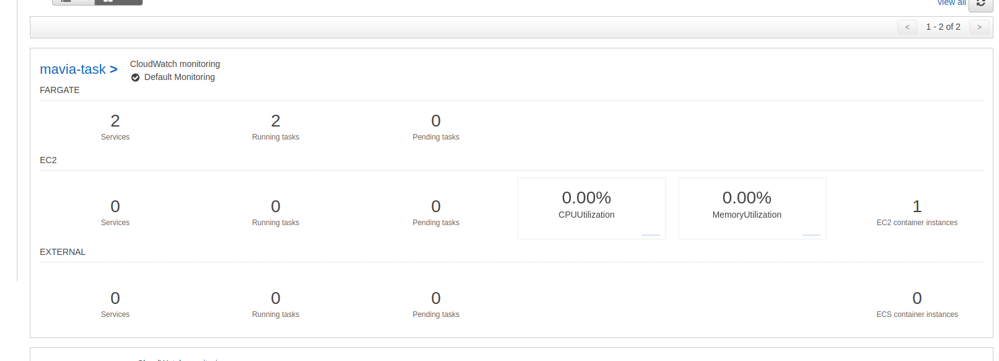 view all
< 1 - 2 of 2 >
mavia-task >
CloudWatch monitoring
Default Monitoring
FARGATE
2 2 0
Services Running tasks Pending tasks
EC2
0 0 0 0.00% 0.00% 1
Services Running tasks Pending tasks CPUUtilization MemoryUtilization EC2 container instances
EXTERNAL
0 0 0 0
Services Running tasks Pending tasks ECS container instances